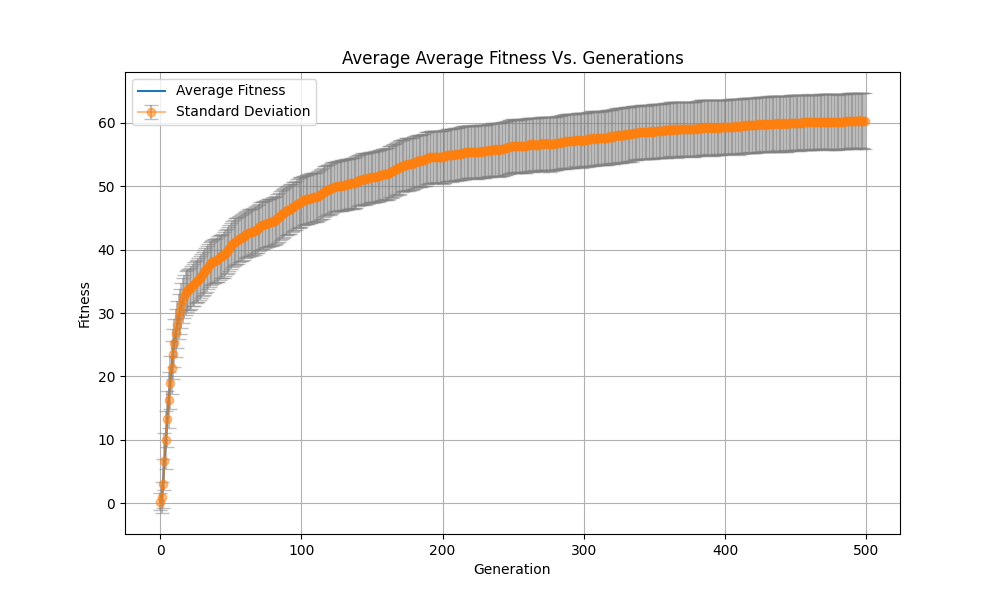 Average Average Fitness Vs. Generations
Average Fitness
Standard Deviation
Fitness
60
50
40
30
20
10
0
0 100 200 300 400 500
Generation